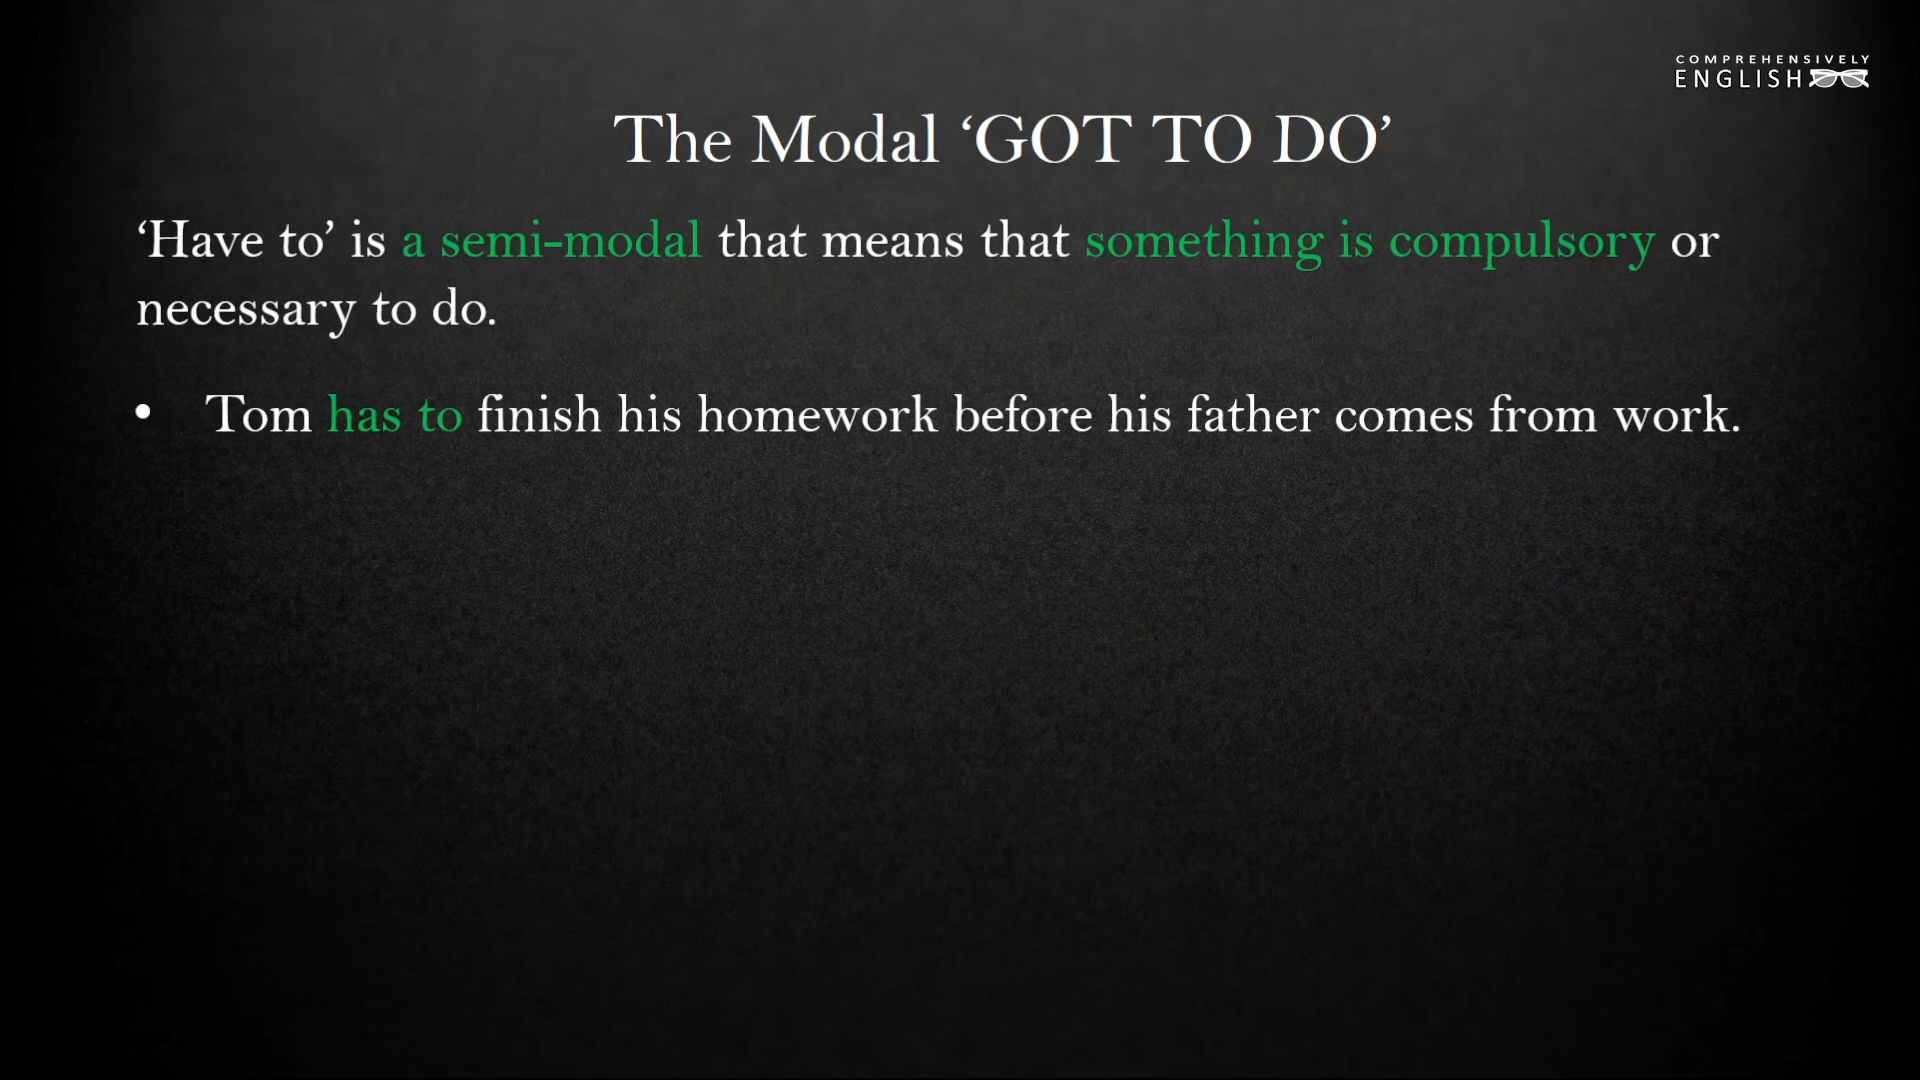 COMPREHENSIVELY
ENGLISH
The Modal ‘GOT TO DO’
‘Have to’ is a semi-modal that means that something is compulsory or
necessary to do.
• Tom has to finish his homework before his father comes from work.